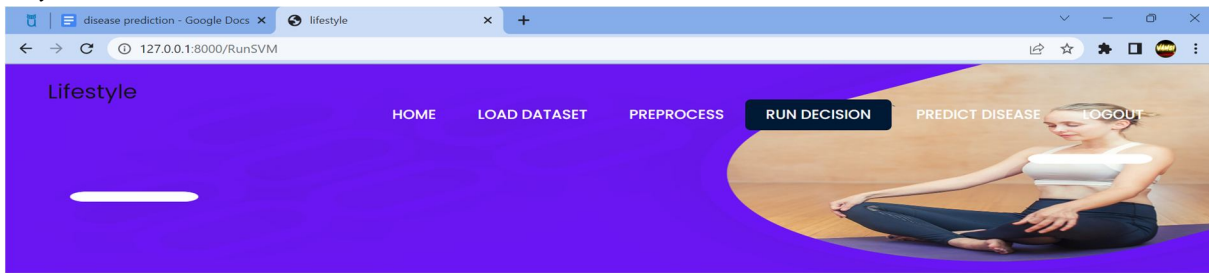 disease prediction - Google Docs
lifestyle
127.0.0.1:8000/RunSVM
Lifestyle
HOME LOAD DATASET PREPROCESS RUN DECISION PREDICT DISEASE LOGOUT